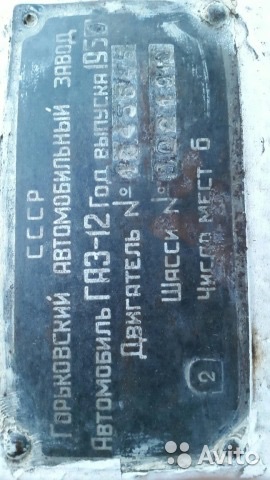 СССР
ГОРЬКОВСКИЙ АВТОМОБИЛЬНЫЙ ЗАВОД
АВТОМОБИЛЬ ГАЗ-12 ГОД ВЫПУСКА
ДВИГАТЕЛЬ №
ШАССИ №
ЧИСЛО МЕСТ 6
2
Avito